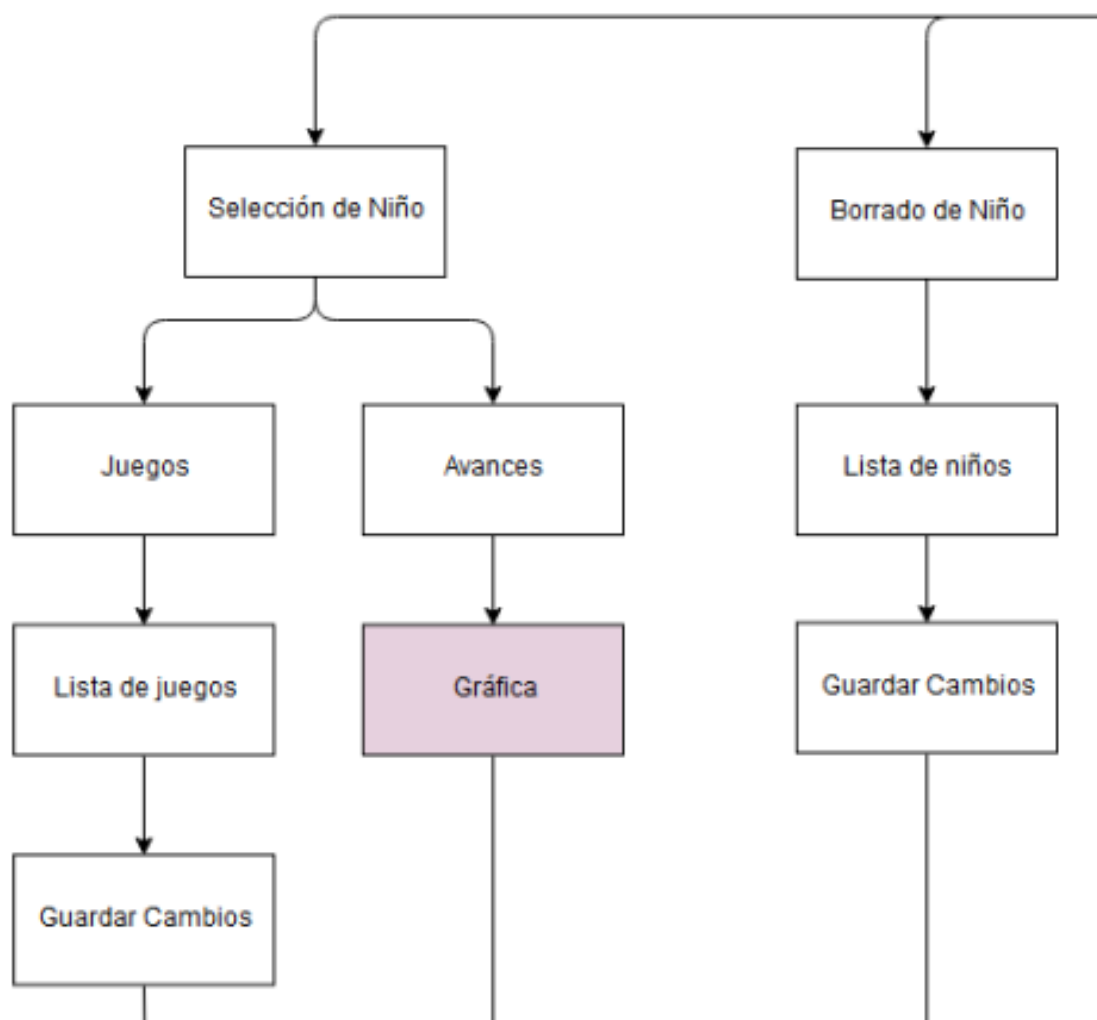 Selección de Niño
Borrado de Niño
Juegos
Avances
Lista de niños
Lista de juegos
Gráfica
Guardar Cambios
Guardar Cambios